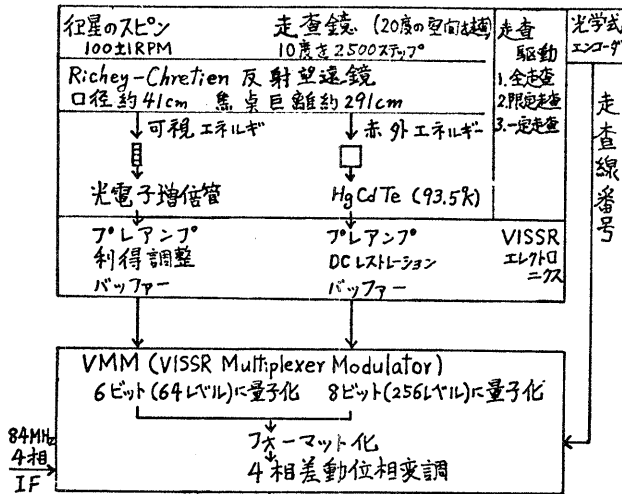 衛星のスピン
100±1RPM
走査鏡 (20度の空間を走査)
10度を2500ステップ
走査
駆動
1.全走査
2.限定走査
3.一定走査
光学式
エンコーダ
Richey-Chretien 反射望遠鏡
口径約41cm 焦点距離約291cm
可視エネルギ
赤外エネルギー
走査線番号
光電子増倍管
HgCdTe (93.5k)
プレアンプ
利得調整
バッファー
プレアンプ
DCレストレーション
バッファー
VISSR
エレクトロ
ニクス
VMM (VISSR Multiplexer Modulator)
6ビット(64レベル)に量子化
8ビット(256レベル)に量子化
フォーマット化
4相差動位相変調
84MHz
4相
IF